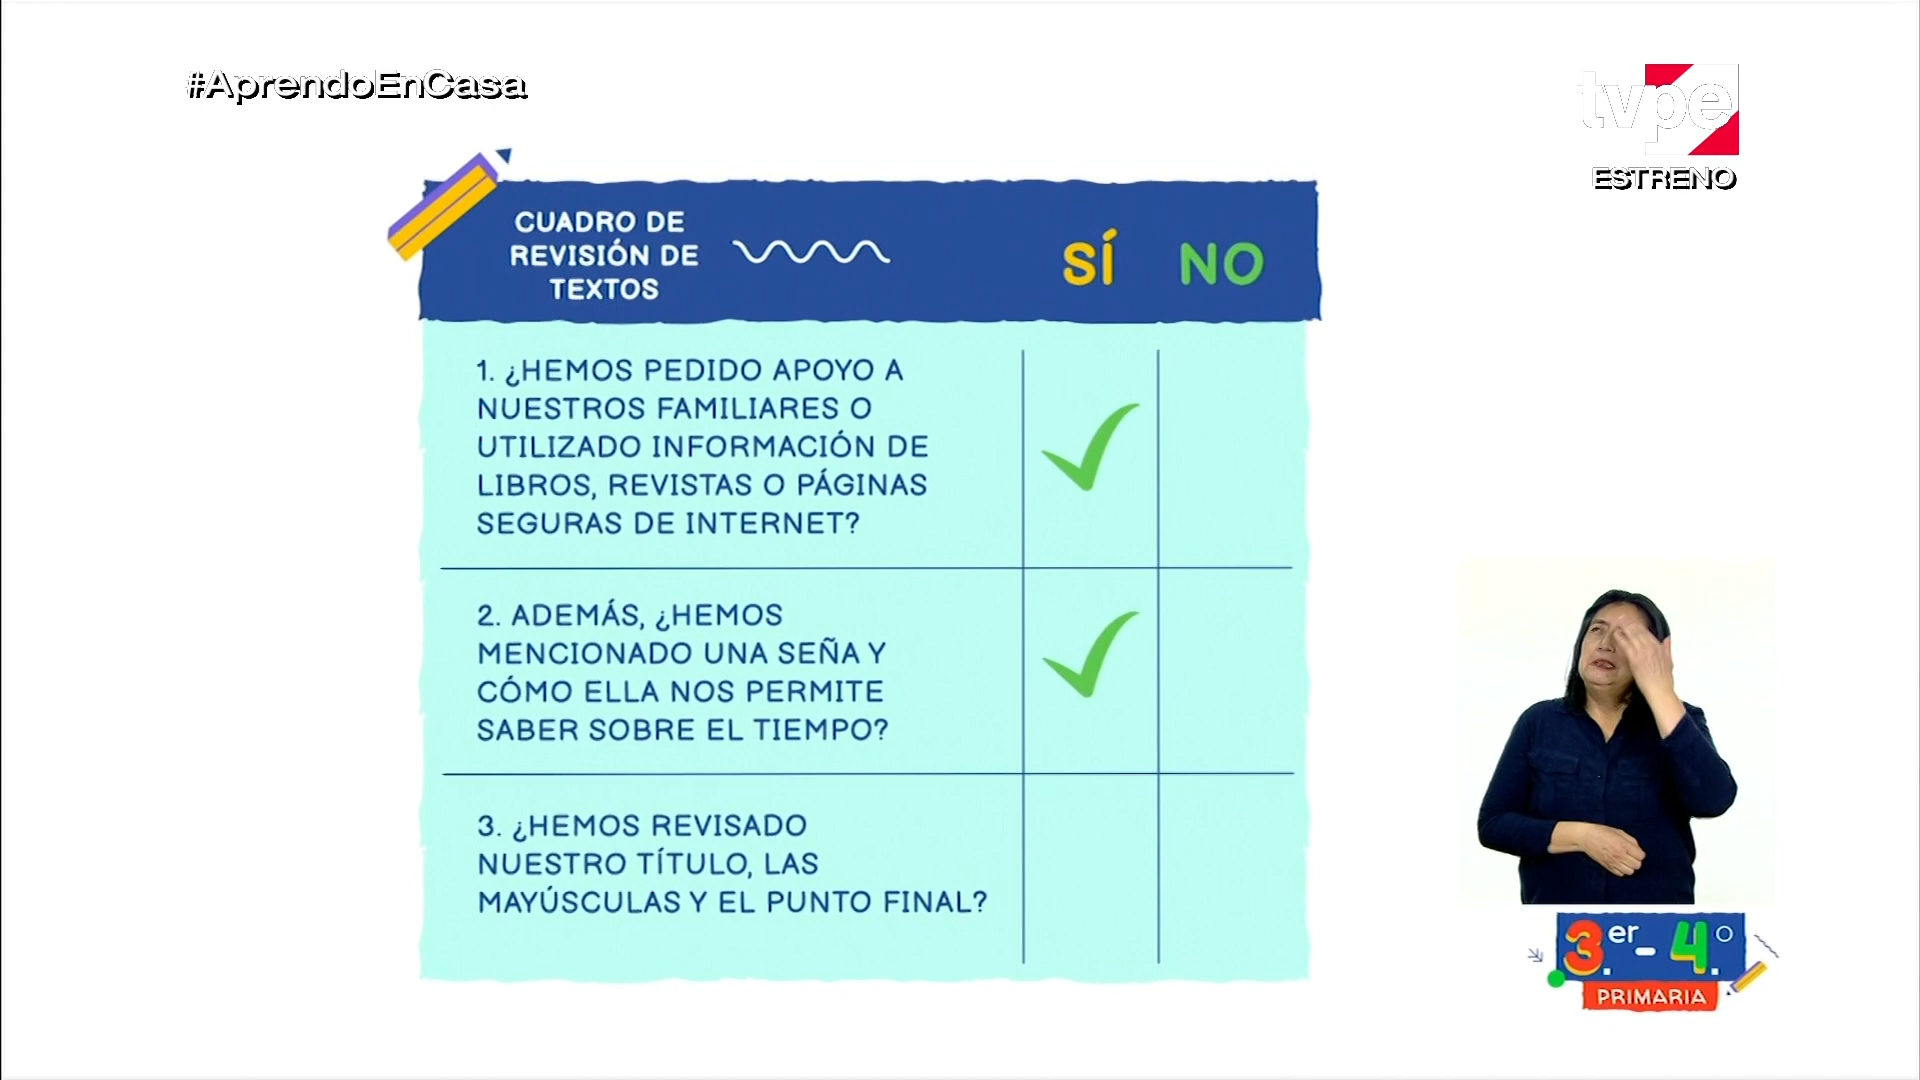 #AprendoEnCasa
tvpe
ESTRENO
CUADRO DE
REVISIÓN DE
TEXTOS
SÍ NO
1. ¿HEMOS PEDIDO APOYO A
NUESTROS FAMILIARES O
UTILIZADO INFORMACIÓN DE
LIBROS, REVISTAS O PÁGINAS
SEGURAS DE INTERNET?
2. ADEMÁS, ¿HEMOS
MENCIONADO UNA SEÑA Y
CÓMO ELLA NOS PERMITE
SABER SOBRE EL TIEMPO?
3. ¿HEMOS REVISADO
NUESTRO TÍTULO, LAS
MAYÚSCULAS Y EL PUNTO FINAL?
3.er - 4.º
PRIMARIA